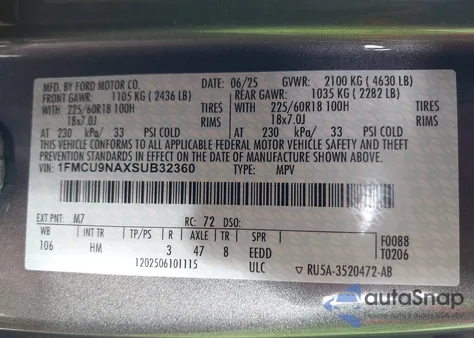 MFD. BY FORD MOTOR CO.
DATE: 06/25 GVWR: 2100 KG (4630 LB)
FRONT GAWR: 1105 KG (2436 LB) REAR GAWR: 1035 KG (2282 LB)
WITH 225/60R18 100H TIRES WITH 225/60R18 100H TIRES
18x7.0J RIMS 18x7.0J RIMS
AT 230 kPa/ 33 PSI COLD AT 230 kPa/ 33 PSI COLD
THIS VEHICLE CONFORMS TO ALL APPLICABLE FEDERAL MOTOR VEHICLE SAFETY AND THEFT PREVENTION STANDARDS IN EFFECT ON THE DATE OF MANUFACTURE SHOWN ABOVE.
VIN: 1FMCU9NAXSUB32360 TYPE: MPV
EXT PNT: M7 RC: 72 DSO:
WB INT TR TP/PS R AXLE TR SPR F0088
106 HM 3 47 8 EEDD T0206
1202506101115 ULC RU5A-3520472-AB
autoSnap